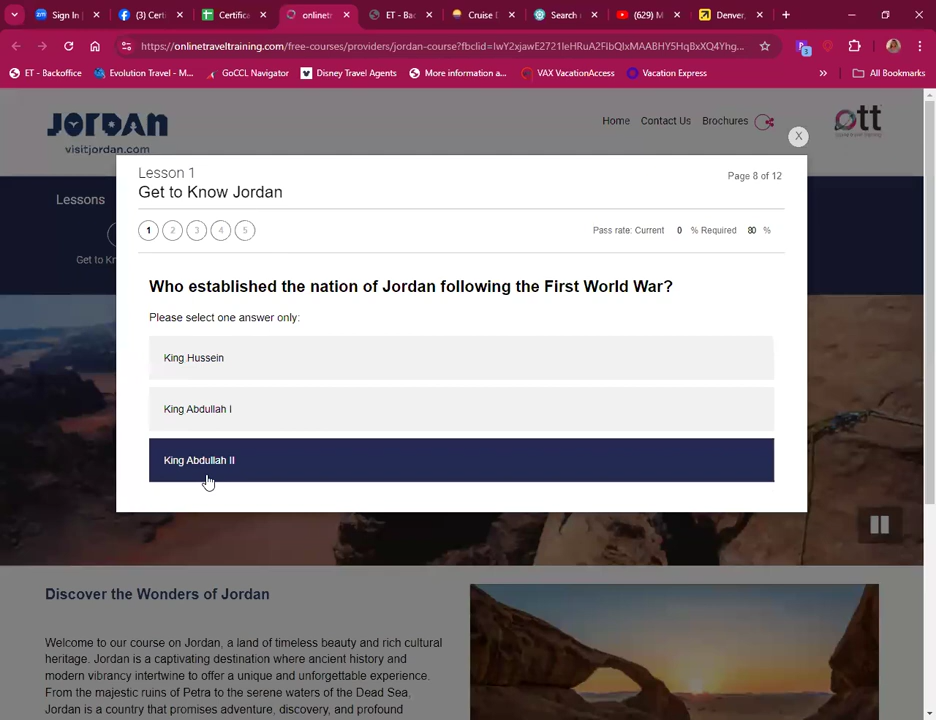 Sign In |
(3) Certi
Certifica
onlinetr
ET - Bac
Cruise D
Search r
(629) M
Denver,
https://onlinetraveltraining.com/free-courses/providers/jordan-course?fbclid=IwY2xjawE2721leHRuA2FlbQIxMAABHY5HqBxXQ4Yhg...
3
ET - Backoffice
Evolution Travel - M...
GoCCL Navigator
Disney Travel Agents
More information a...
VAX VacationAccess
Vacation Express
»
All Bookmarks
JORDAN
visitjordan.com
Home
Contact Us
Brochures
ott
X
Lessons
Get to Kn
Lesson 1
Get to Know Jordan
Page 8 of 12
1 2 3 4 5
Pass rate: Current 0 % Required 80 %
Who established the nation of Jordan following the First World War?
Please select one answer only:
King Hussein
King Abdullah I
King Abdullah II
Discover the Wonders of Jordan
Welcome to our course on Jordan, a land of timeless beauty and rich cultural
heritage. Jordan is a captivating destination where ancient history and
modern vibrancy intertwine to offer a unique and unforgettable experience.
From the majestic ruins of Petra to the serene waters of the Dead Sea,
Jordan is a country that promises adventure, discovery, and profound